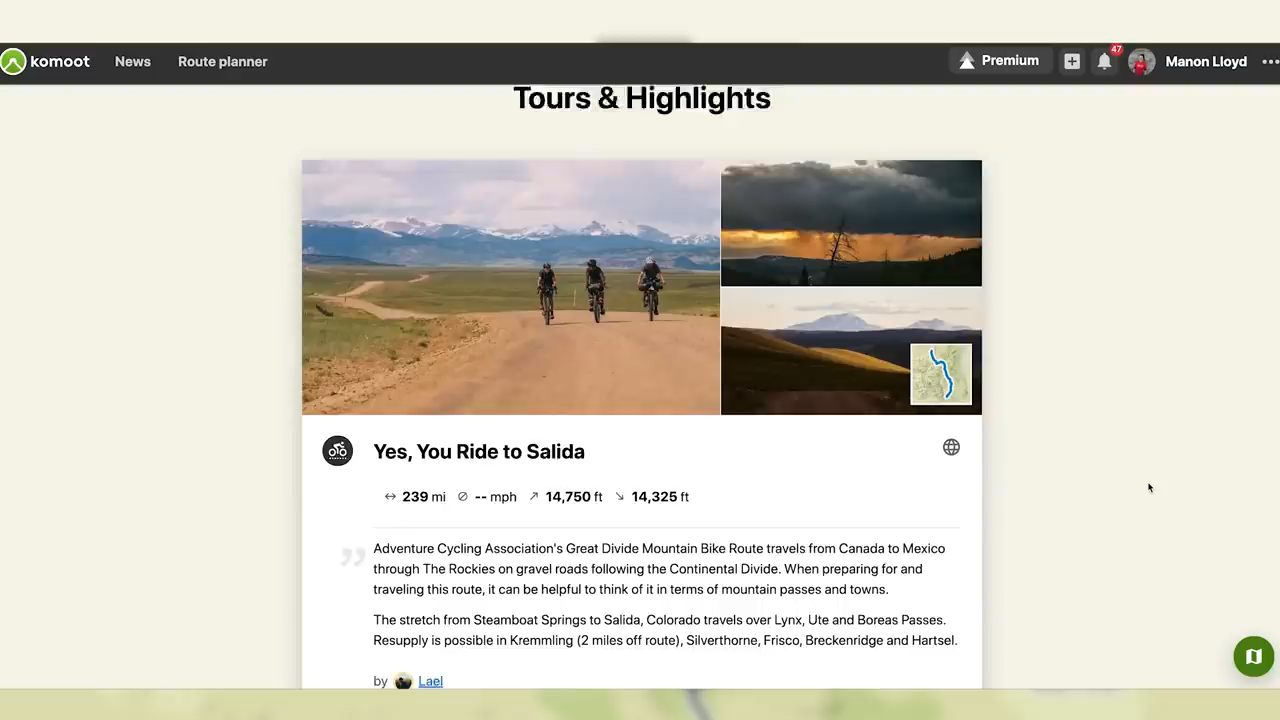 komoot
News
Route planner
Premium
47
Manon Lloyd
Tours & Highlights
Yes, You Ride to Salida
239 mi
-- mph
14,750 ft
14,325 ft
Adventure Cycling Association's Great Divide Mountain Bike Route travels from Canada to Mexico
through The Rockies on gravel roads following the Continental Divide. When preparing for and
traveling this route, it can be helpful to think of it in terms of mountain passes and towns.
The stretch from Steamboat Springs to Salida, Colorado travels over Lynx, Ute and Boreas Passes.
Resupply is possible in Kremmling (2 miles off route), Silverthorne, Frisco, Breckenridge and Hartsel.
by Lael